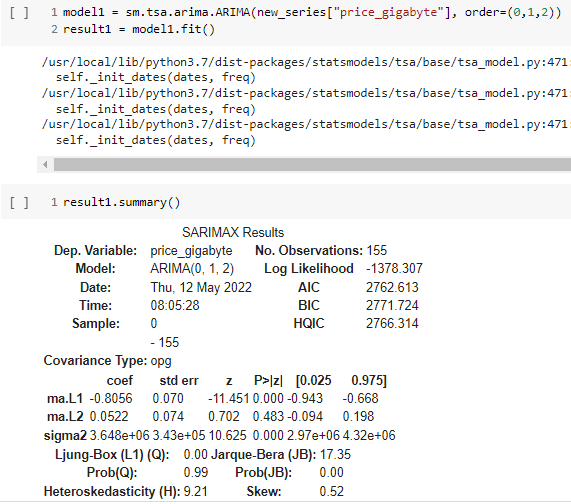 [ ] 1 model1 = sm.tsa.arima.ARIMA(new_series["price_gigabyte"], order=(0,1,2))
2 result1 = model1.fit()
/usr/local/lib/python3.7/dist-packages/statsmodels/tsa/base/tsa_model.py:471:
self._init_dates(dates, freq)
/usr/local/lib/python3.7/dist-packages/statsmodels/tsa/base/tsa_model.py:471:
self._init_dates(dates, freq)
/usr/local/lib/python3.7/dist-packages/statsmodels/tsa/base/tsa_model.py:471:
self._init_dates(dates, freq)
[ ] 1 result1.summary()
SARIMAX Results
Dep. Variable: price_gigabyte No. Observations: 155
Model: ARIMA(0, 1, 2) Log Likelihood -1378.307
Date: Thu, 12 May 2022 AIC 2762.613
Time: 08:05:28 BIC 2771.724
Sample: 0 HQIC 2766.314
- 155
Covariance Type: opg
coef std err z P>|z| [0.025 0.975]
ma.L1 -0.8056 0.070 -11.451 0.000 -0.943 -0.668
ma.L2 0.0522 0.074 0.702 0.483 -0.094 0.198
sigma2 3.648e+06 3.43e+05 10.625 0.000 2.97e+06 4.32e+06
Ljung-Box (L1) (Q): 0.00 Jarque-Bera (JB): 17.35
Prob(Q): 0.99 Prob(JB): 0.00
Heteroskedasticity (H): 9.21 Skew: 0.52